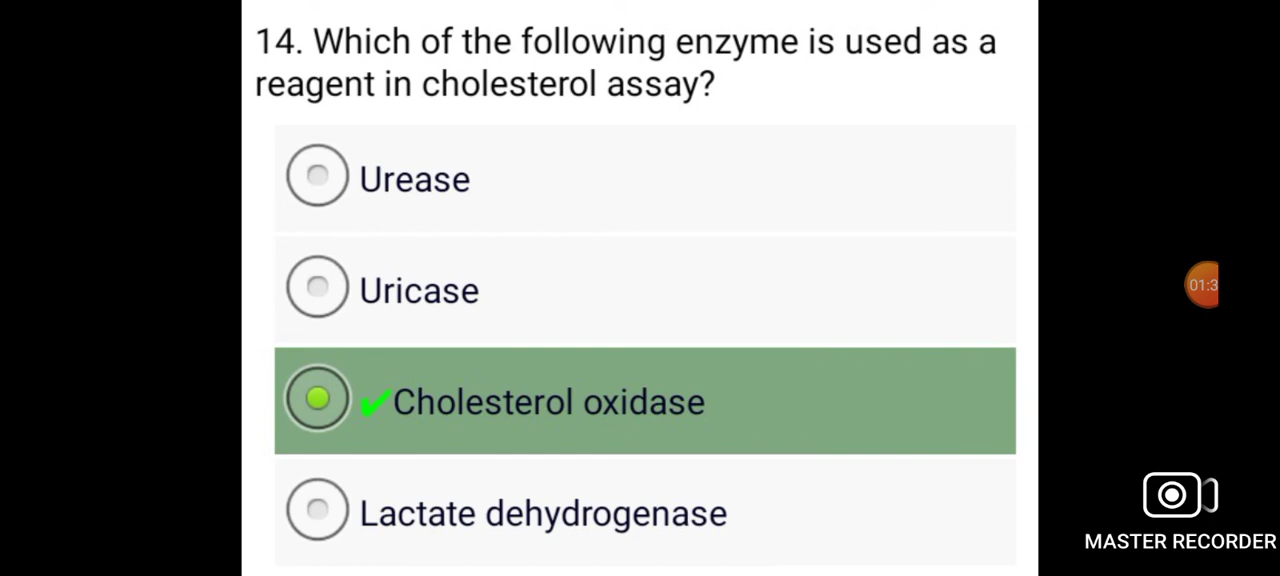 14. Which of the following enzyme is used as a
reagent in cholesterol assay?
Urease
Uricase
✔Cholesterol oxidase
Lactate dehydrogenase
01:3
MASTER RECORDER